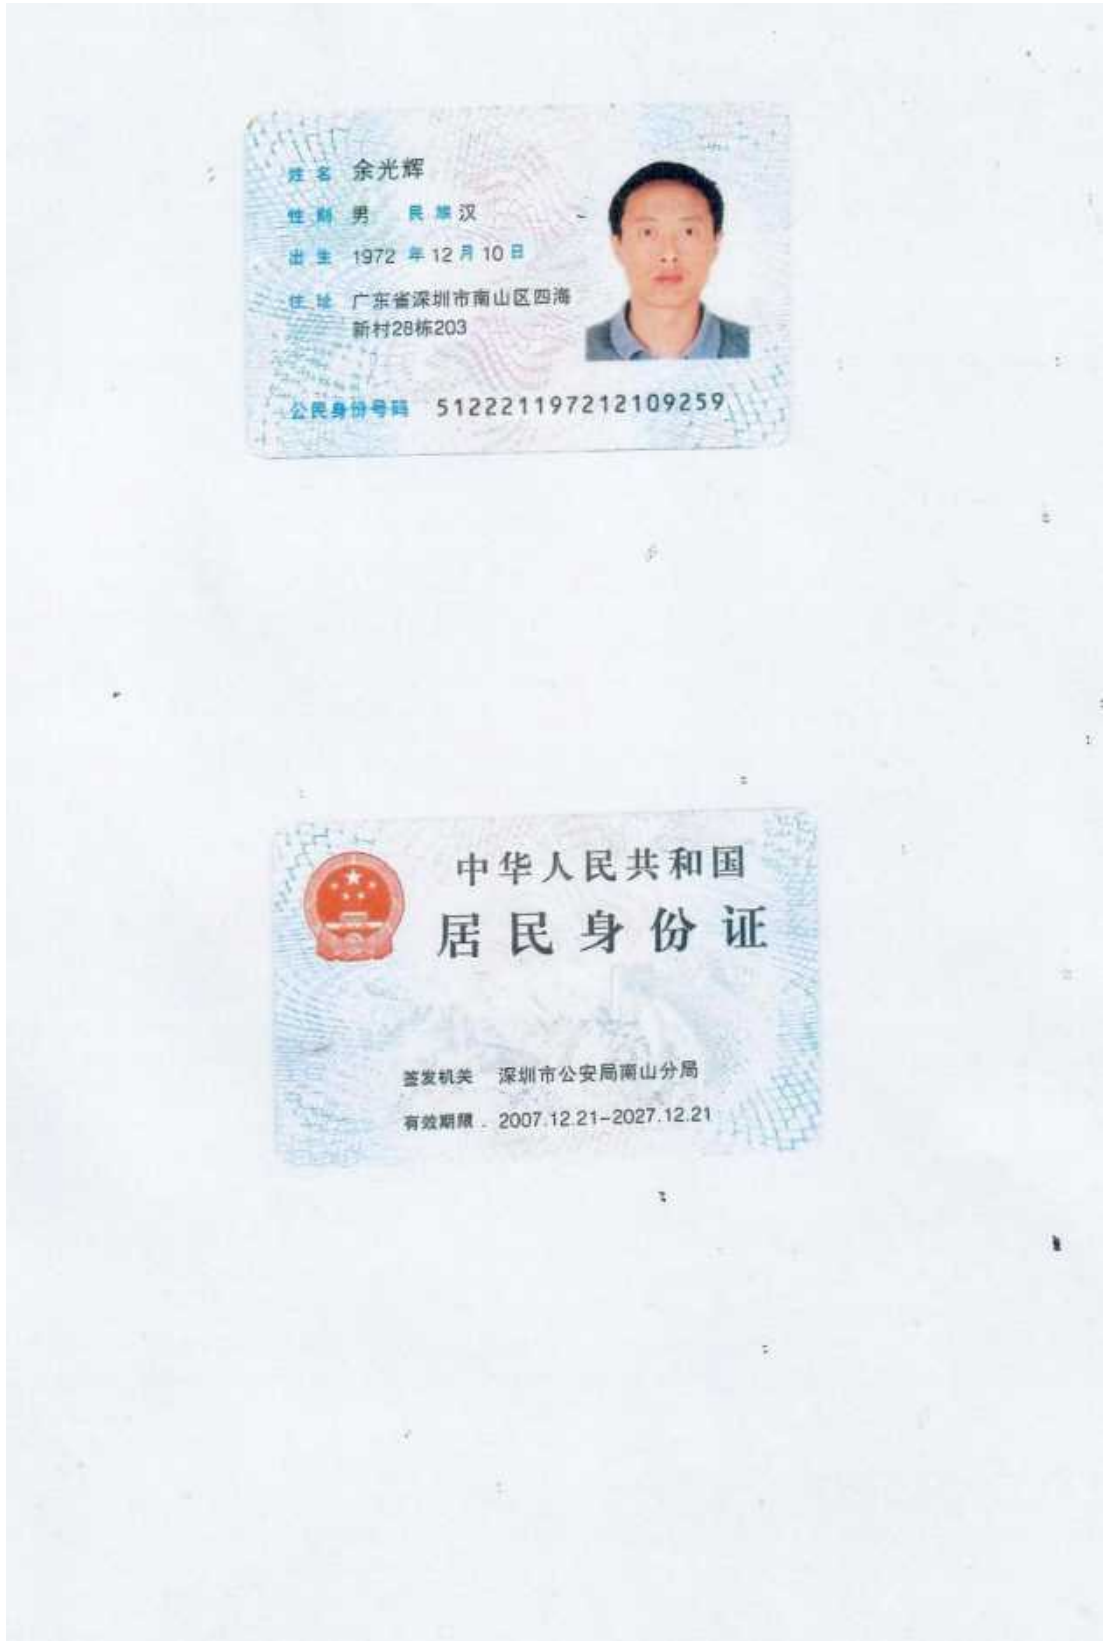 姓名 余光辉
性别 男 民族 汉
出生 1972 年 12 月 10 日
住址 广东省深圳市南山区四海
新村28栋203
公民身份号码 512221197212109259
中华人民共和国
居民身份证
签发机关 深圳市公安局南山分局
有效期限 2007.12.21-2027.12.21